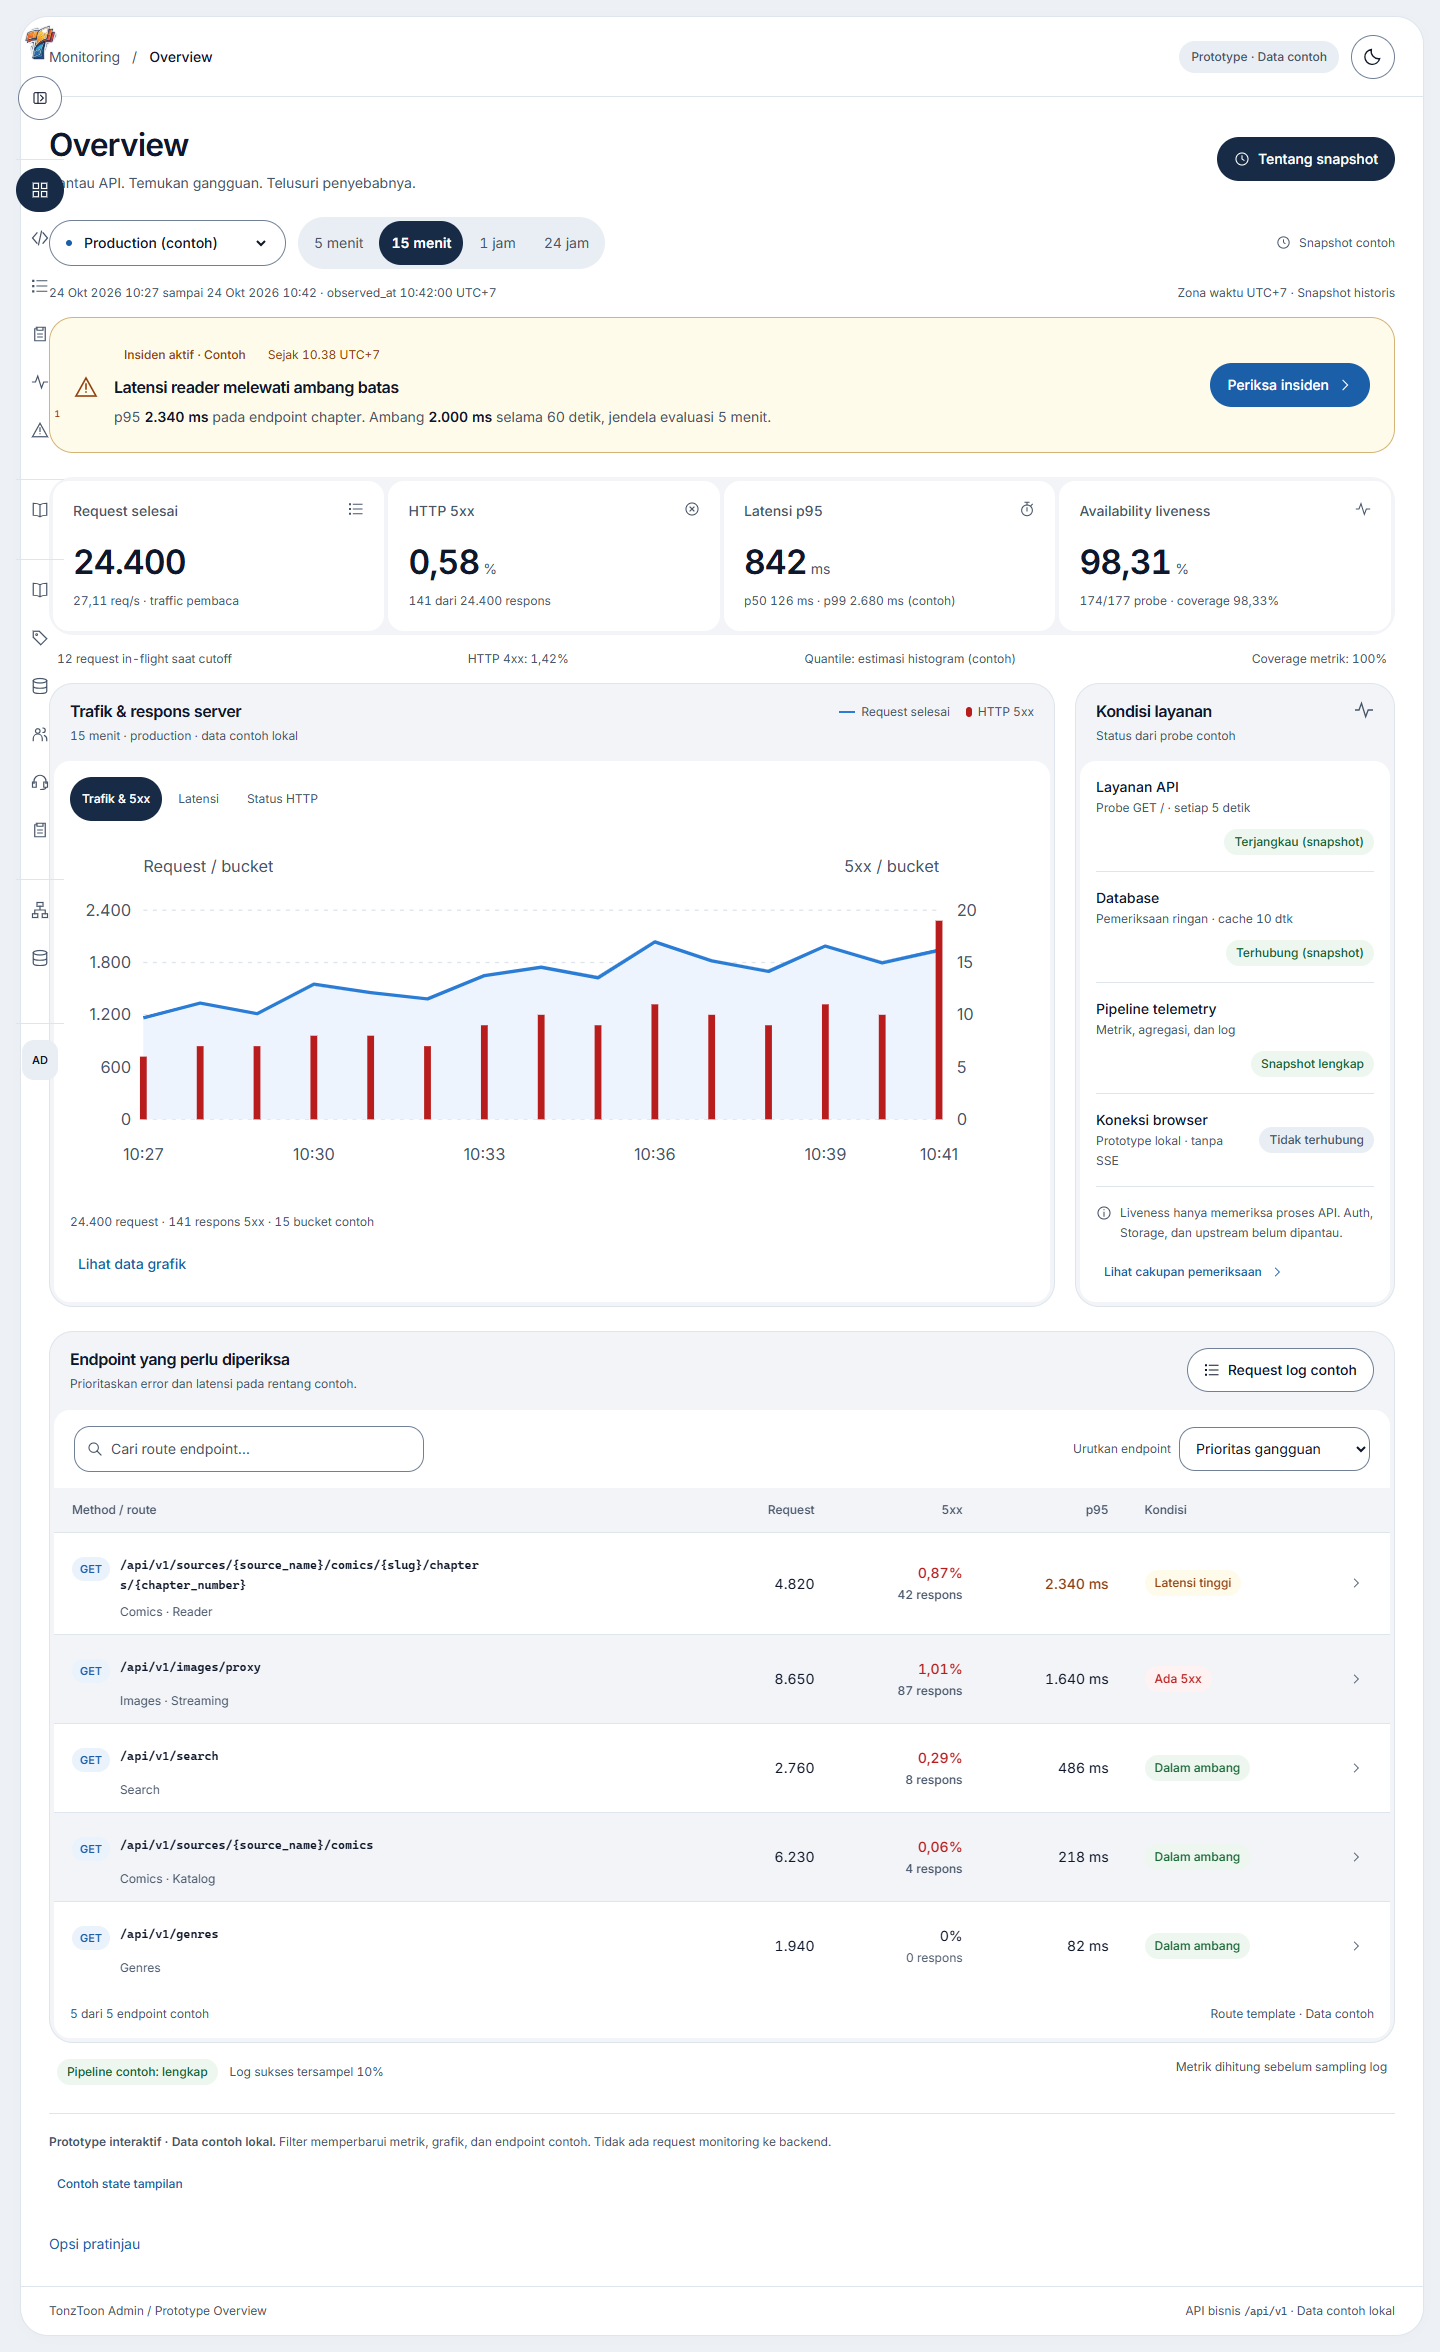 Monitoring / Overview
Prototype · Data contoh
Overview
antau API. Temukan gangguan. Telusuri penyebabnya.
Tentang snapshot
Production (contoh)
5 menit
15 menit
1 jam
24 jam
Snapshot contoh
24 Okt 2026 10:27 sampai 24 Okt 2026 10:42 · observed_at 10:42:00 UTC+7
Zona waktu UTC+7 · Snapshot historis
Insiden aktif · Contoh
Sejak 10.38 UTC+7
Latensi reader melewati ambang batas
p95 2.340 ms pada endpoint chapter. Ambang 2.000 ms selama 60 detik, jendela evaluasi 5 menit.
Periksa insiden
1
Request selesai
24.400
27,11 req/s · traffic pembaca
HTTP 5xx
0,58 %
141 dari 24.400 respons
Latensi p95
842 ms
p50 126 ms · p99 2.680 ms (contoh)
Availability liveness
98,31 %
174/177 probe · coverage 98,33%
12 request in-flight saat cutoff
HTTP 4xx: 1,42%
Quantile: estimasi histogram (contoh)
Coverage metrik: 100%
Trafik & respons server
15 menit · production · data contoh lokal
Request selesai
HTTP 5xx
Trafik & 5xx
Latensi
Status HTTP
Request / bucket
5xx / bucket
2.400
1.800
1.200
600
0
20
15
10
5
0
10:27
10:30
10:33
10:36
10:39
10:41
24.400 request · 141 respons 5xx · 15 bucket contoh
Lihat data grafik
Kondisi layanan
Status dari probe contoh
Layanan API
Probe GET / · setiap 5 detik
Terjangkau (snapshot)
Database
Pemeriksaan ringan · cache 10 dtk
Terhubung (snapshot)
Pipeline telemetry
Metrik, agregasi, dan log
Snapshot lengkap
Koneksi browser
Prototype lokal · tanpa
SSE
Tidak terhubung
Liveness hanya memeriksa proses API. Auth,
Storage, dan upstream belum dipantau.
Lihat cakupan pemeriksaan
AD
Endpoint yang perlu diperiksa
Prioritaskan error dan latensi pada rentang contoh.
Request log contoh
Cari route endpoint...
Urutkan endpoint
Prioritas gangguan
Method / route
Request
5xx
p95
Kondisi
GET
/api/v1/sources/{source_name}/comics/{slug}/chapter
s/{chapter_number}
Comics · Reader
4.820
0,87%
42 respons
2.340 ms
Latensi tinggi
GET
/api/v1/images/proxy
Images · Streaming
8.650
1,01%
87 respons
1.640 ms
Ada 5xx
GET
/api/v1/search
Search
2.760
0,29%
8 respons
486 ms
Dalam ambang
GET
/api/v1/sources/{source_name}/comics
Comics · Katalog
6.230
0,06%
4 respons
218 ms
Dalam ambang
GET
/api/v1/genres
Genres
1.940
0%
0 respons
82 ms
Dalam ambang
5 dari 5 endpoint contoh
Route template · Data contoh
Pipeline contoh: lengkap
Log sukses tersampel 10%
Metrik dihitung sebelum sampling log
Prototype interaktif · Data contoh lokal. Filter memperbarui metrik, grafik, dan endpoint contoh. Tidak ada request monitoring ke backend.
Contoh state tampilan
Opsi pratinjau
TonzToon Admin / Prototype Overview
API bisnis /api/v1 · Data contoh lokal